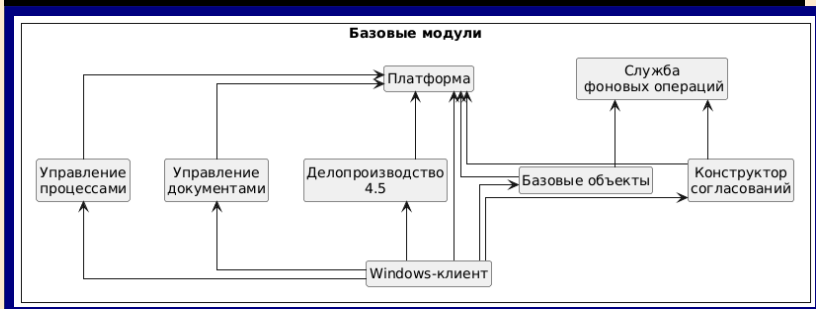 Базовые модули
Платформа
Служба
фоновых операций
Управление
процессами
Управление
документами
Делопроизводство
4.5
Базовые объекты
Конструктор
согласований
Windows-клиент